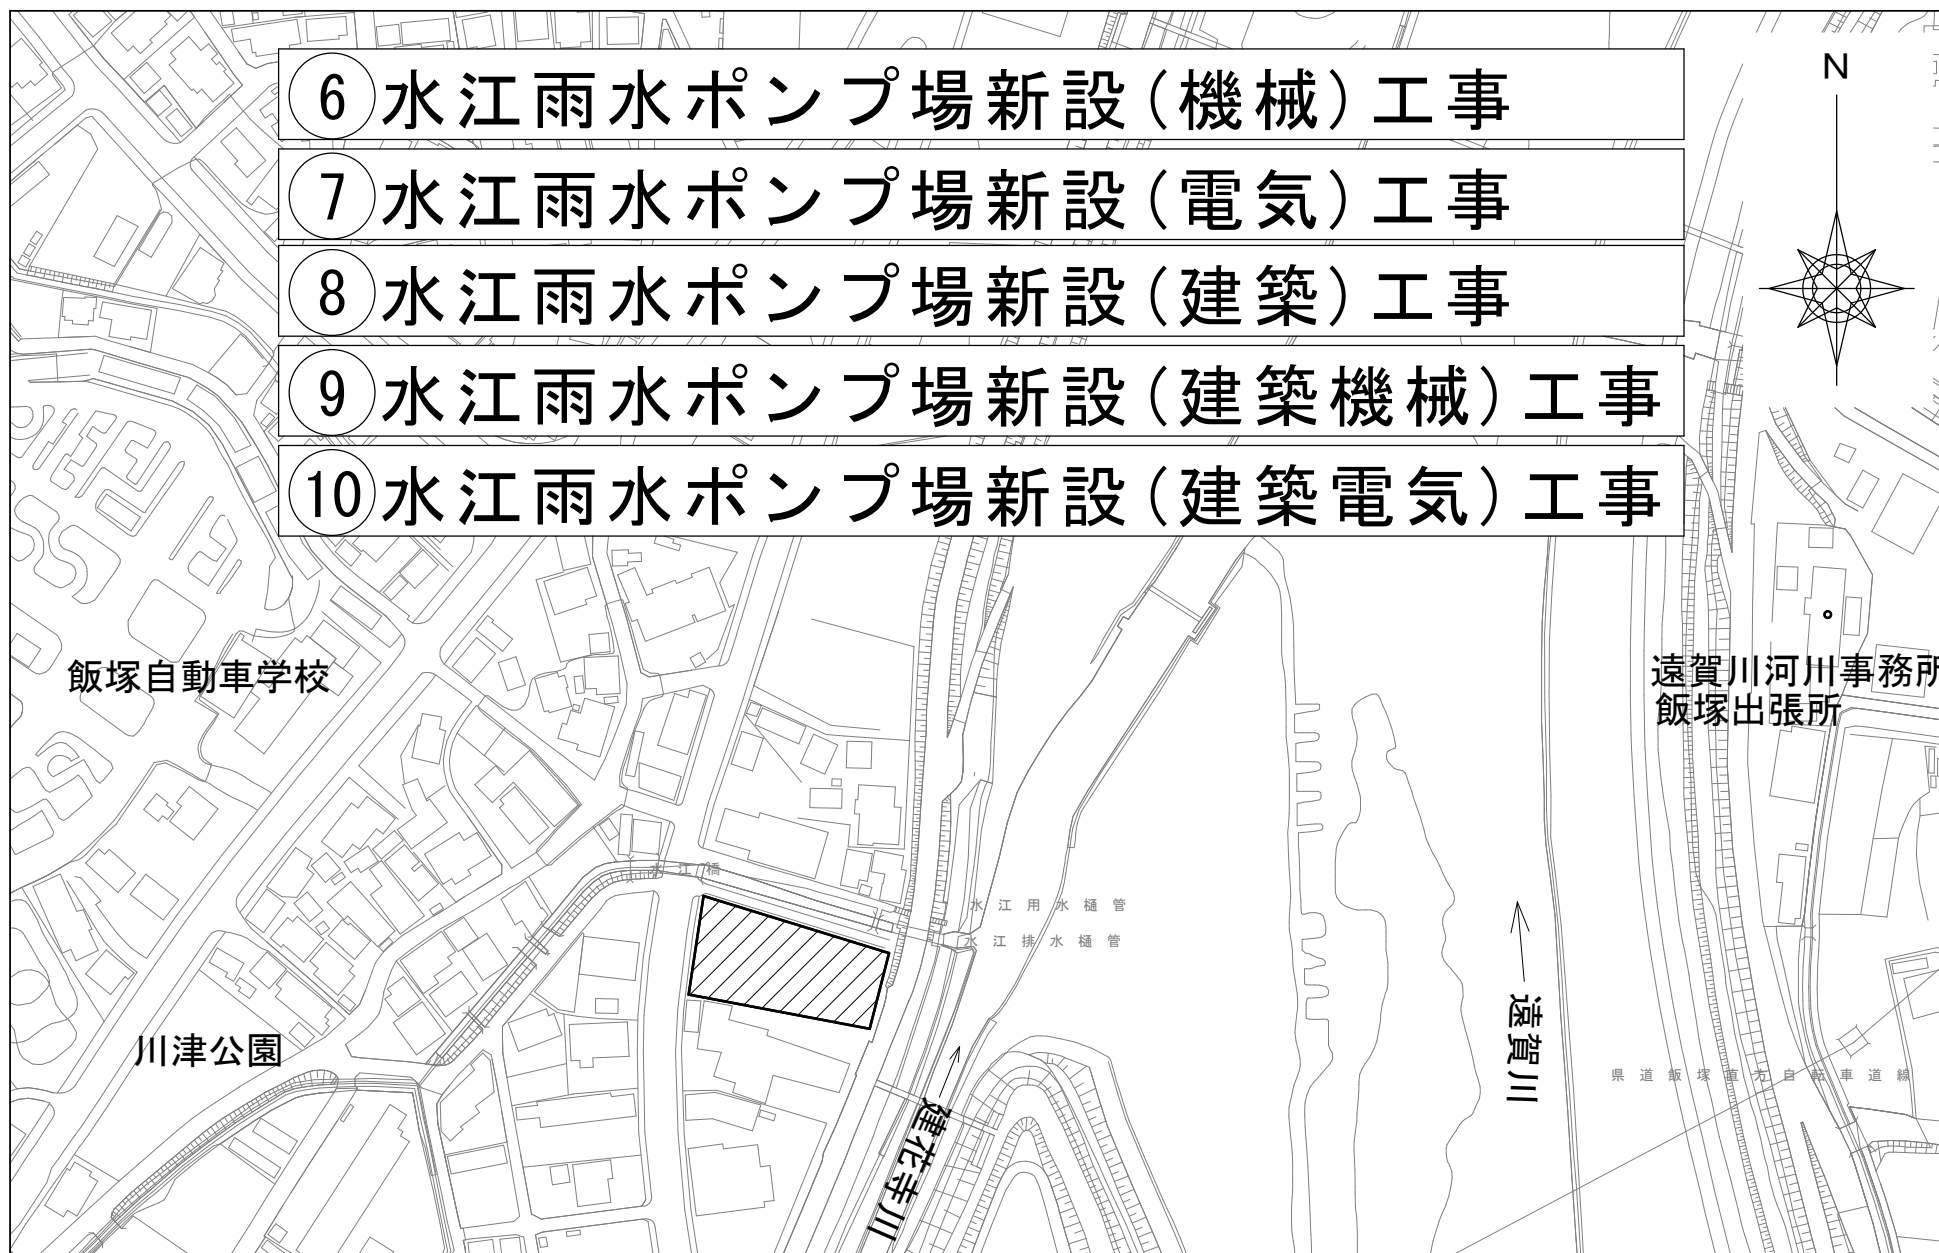 ⑥水江雨水ポンプ場新設(機械)工事
N
⑦水江雨水ポンプ場新設(電気)工事
⑧水江雨水ポンプ場新設(建築)工事
⑨水江雨水ポンプ場新設(建築機械)工事
⑩水江雨水ポンプ場新設(建築電気)工事
飯塚自動車学校
遠賀川河川事務所
飯塚出張所
水江橋
水江用水樋管
水江排水樋管
遠賀川
川津公園
県道飯塚直方自転車道線
建花寺川